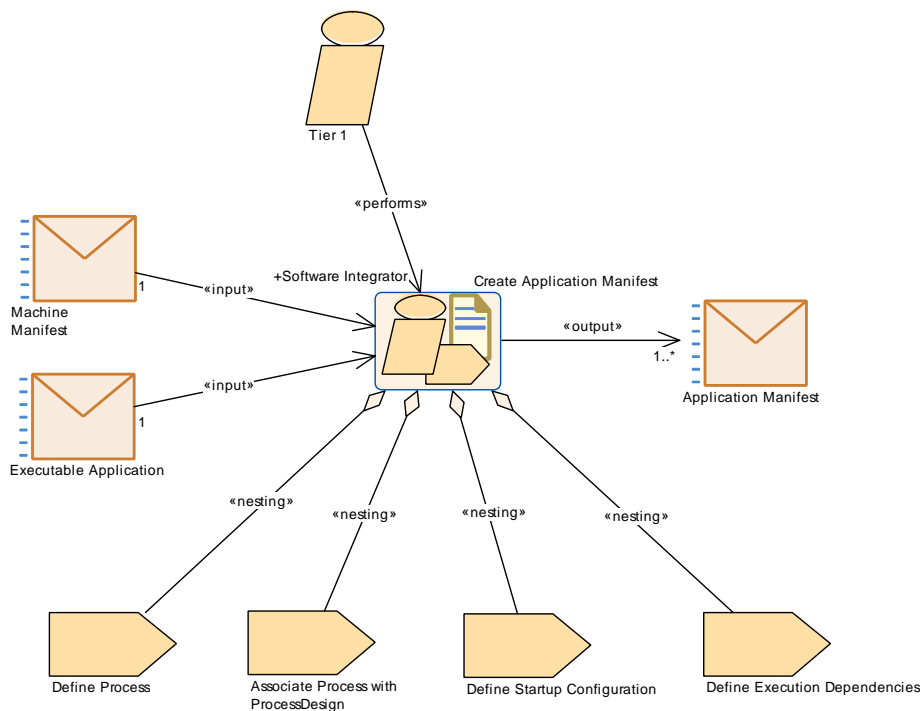 Tier 1
«performs»
+Software Integrator
Create Application Manifest
1
«input»
Machine
Manifest
«output»
1..*
«input»
1
Application Manifest
Executable Application
«nesting»
«nesting»
«nesting»
«nesting»
Define Process
Associate Process with
ProcessDesign
Define Startup Configuration
Define Execution Dependencies